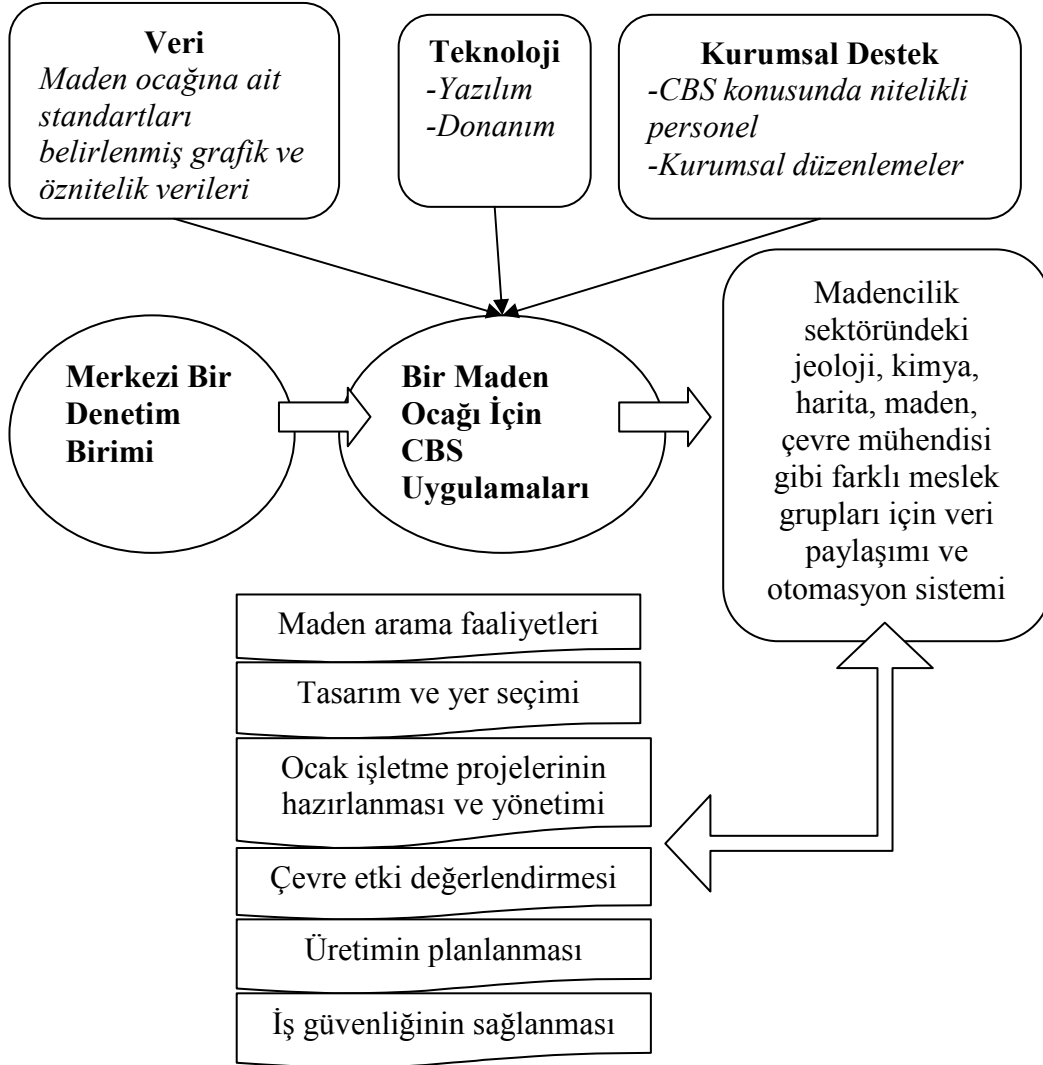 Veri
Maden ocağına ait
standartları
belirlenmiş grafik ve
öznitelik verileri
Teknoloji
-Yazılım
-Donanım
Kurumsal Destek
-CBS konusunda nitelikli
personel
-Kurumsal düzenlemeler
Merkezi Bir
Denetim
Birimi
Bir Maden
Ocağı İçin
CBS
Uygulamaları
Madencilik
sektöründeki
jeoloji, kimya,
harita, maden,
çevre mühendisi
gibi farklı meslek
grupları için veri
paylaşımı ve
otomasyon sistemi
Maden arama faaliyetleri
Tasarım ve yer seçimi
Ocak işletme projelerinin
hazırlanması ve yönetimi
Çevre etki değerlendirmesi
Üretimin planlanması
İş güvenliğinin sağlanması